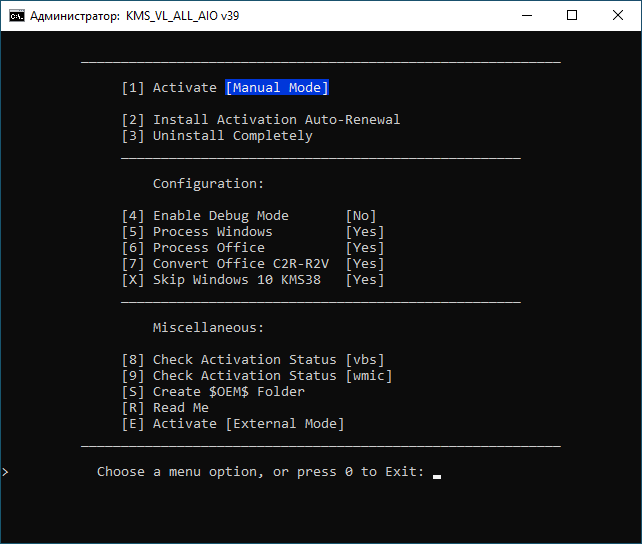 Администратор: KMS_VL_ALL_AIO v39
[1] Activate [Manual Mode]
[2] Install Activation Auto-Renewal
[3] Uninstall Completely
Configuration:
[4] Enable Debug Mode [No]
[5] Process Windows [Yes]
[6] Process Office [Yes]
[7] Convert Office C2R-R2V [Yes]
[X] Skip Windows 10 KMS38 [Yes]
Miscellaneous:
[8] Check Activation Status [vbs]
[9] Check Activation Status [wmic]
[S] Create $OEM$ Folder
[R] Read Me
[E] Activate [External Mode]
> Choose a menu option, or press 0 to Exit: